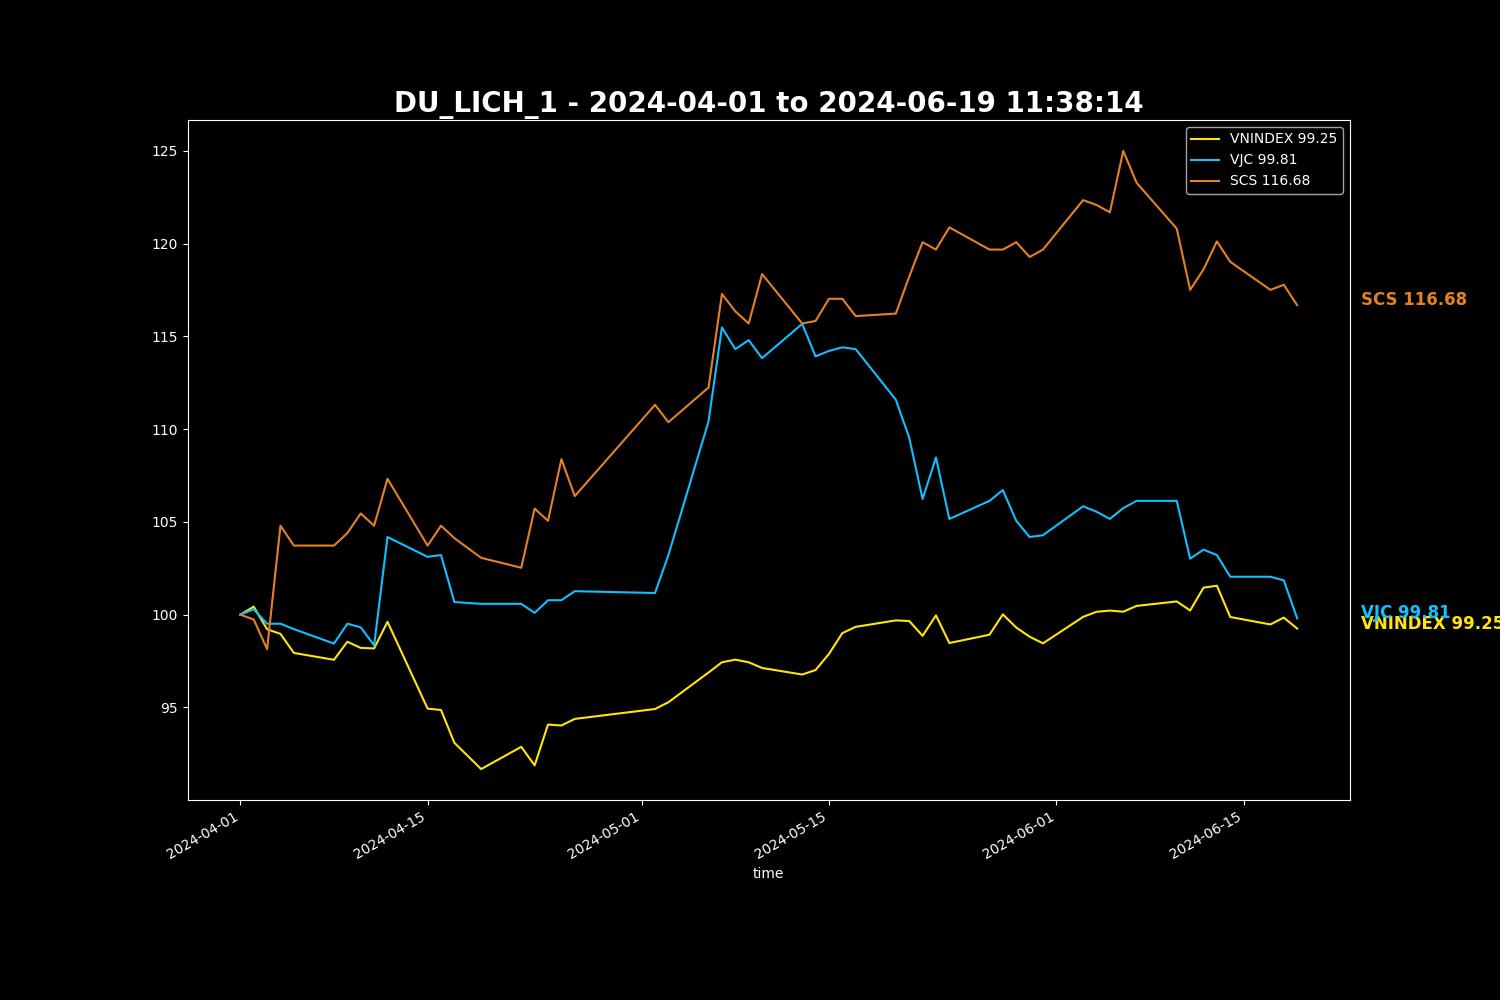 DU_LICH_1 - 2024-04-01 to 2024-06-19 11:38:14
VNINDEX 99.25
VJC 99.81
SCS 116.68
125
120
115
110
105
100
95
SCS 116.68
VJC 99.81
VNINDEX 99.25
2024-04-01
2024-04-15
2024-05-01
2024-05-15
2024-06-01
2024-06-15
time